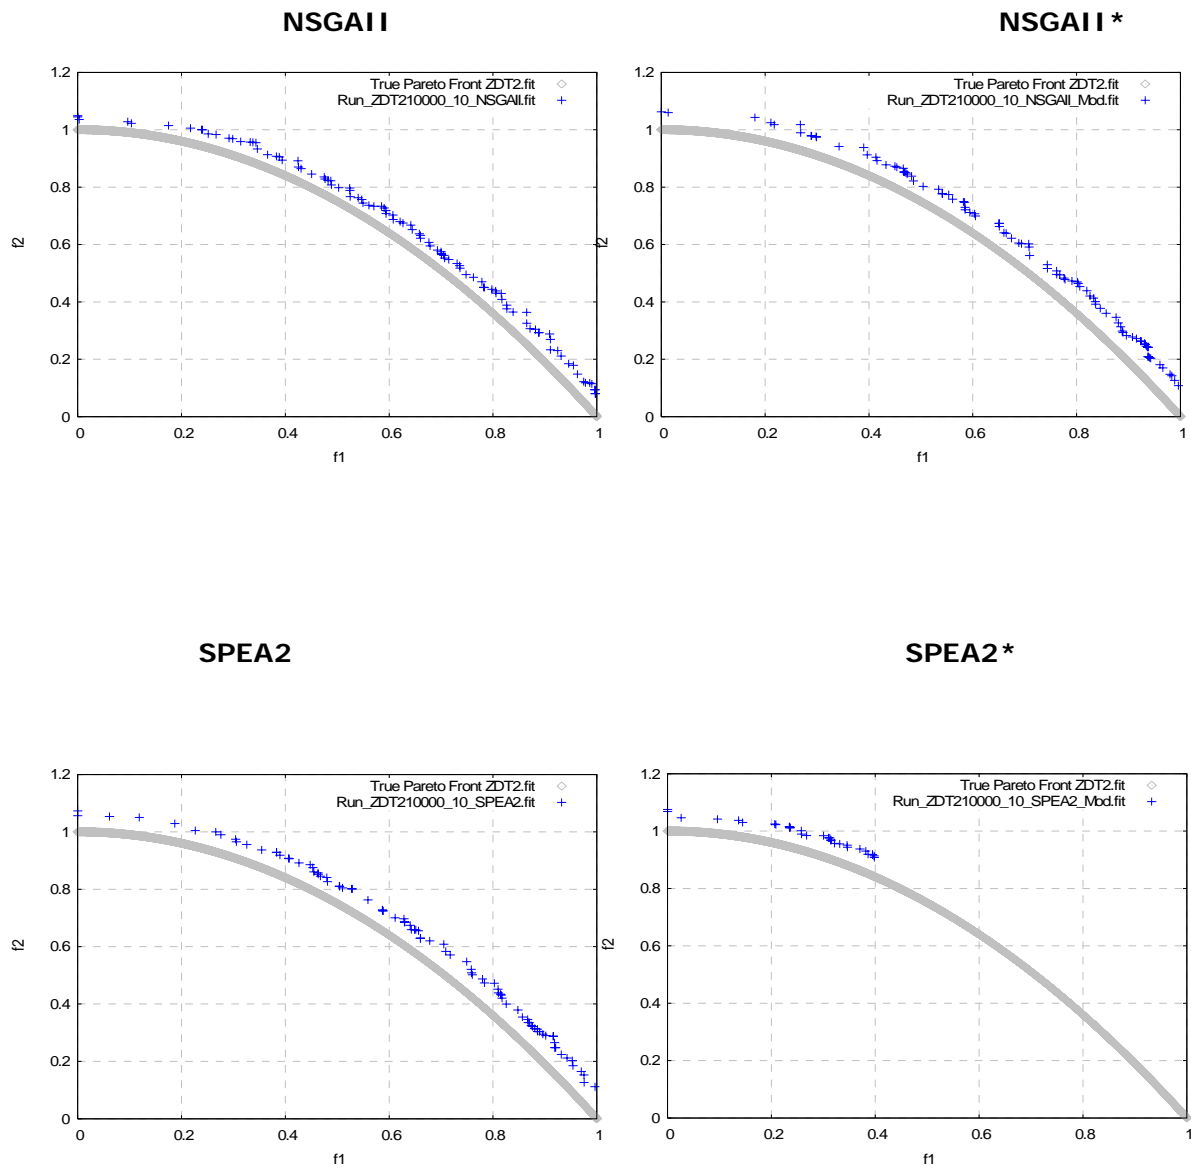 NSGAII
NSGAII*
1.2
1
0.8
0.6
0.4
0.2
0
f2
True Pareto Front ZDT2.fit
Run_ZDT210000_10_NSGAII.fit
0 0.2 0.4 0.6 0.8 1
f1
1.2
1
0.8
0.6
0.4
0.2
0
f2
True Pareto Front ZDT2.fit
Run_ZDT210000_10_NSGAII_Mod.fit
0 0.2 0.4 0.6 0.8 1
f1
SPEA2
SPEA2*
1.2
1
0.8
0.6
0.4
0.2
0
f2
True Pareto Front ZDT2.fit
Run_ZDT210000_10_SPEA2.fit
0 0.2 0.4 0.6 0.8 1
f1
1.2
1
0.8
0.6
0.4
0.2
0
f2
True Pareto Front ZDT2.fit
Run_ZDT210000_10_SPEA2_Mod.fit
0 0.2 0.4 0.6 0.8 1
f1